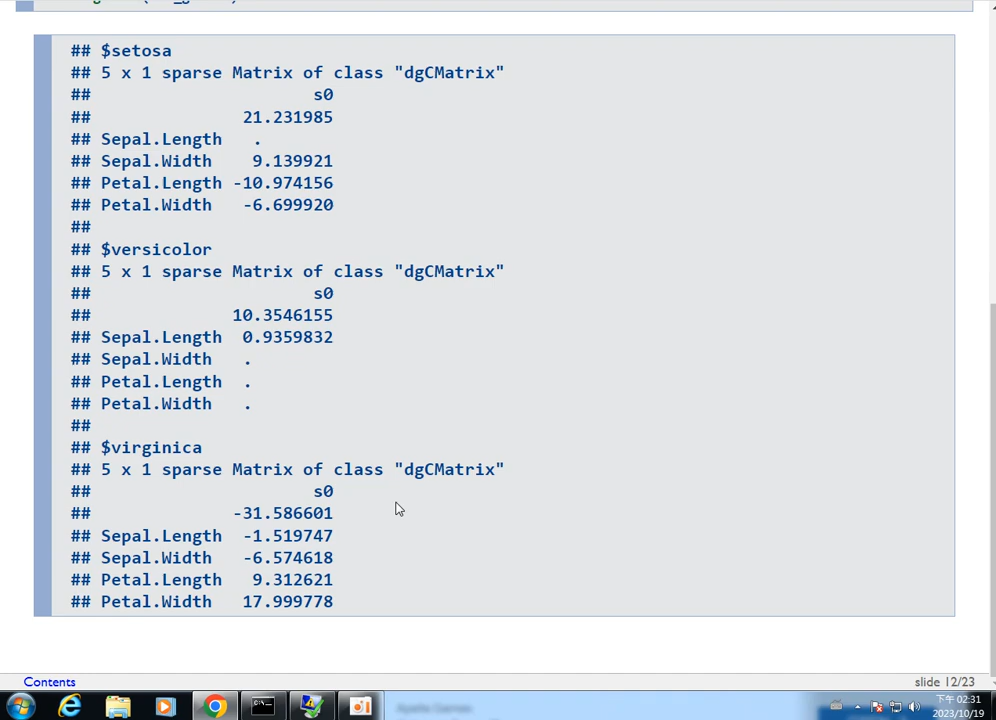 ## $setosa
## 5 x 1 sparse Matrix of class "dgCMatrix"
## s0
## 21.231985
## Sepal.Length .
## Sepal.Width 9.139921
## Petal.Length -10.974156
## Petal.Width -6.699920
##
## $versicolor
## 5 x 1 sparse Matrix of class "dgCMatrix"
## s0
## 10.3546155
## Sepal.Length 0.9359832
## Sepal.Width .
## Petal.Length .
## Petal.Width .
##
## $virginica
## 5 x 1 sparse Matrix of class "dgCMatrix"
## s0
## -31.586601
## Sepal.Length -1.519747
## Sepal.Width -6.574618
## Petal.Length 9.312621
## Petal.Width 17.999778
Contents
slide 12/23
下午 02:31
2023/10/19